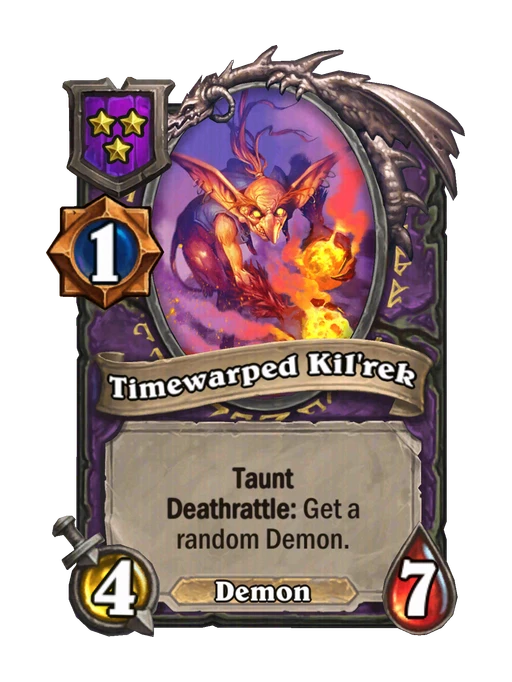 1
Timewarped Kil'rek
Taunt
Deathrattle: Get a
random Demon.
4
Demon
7